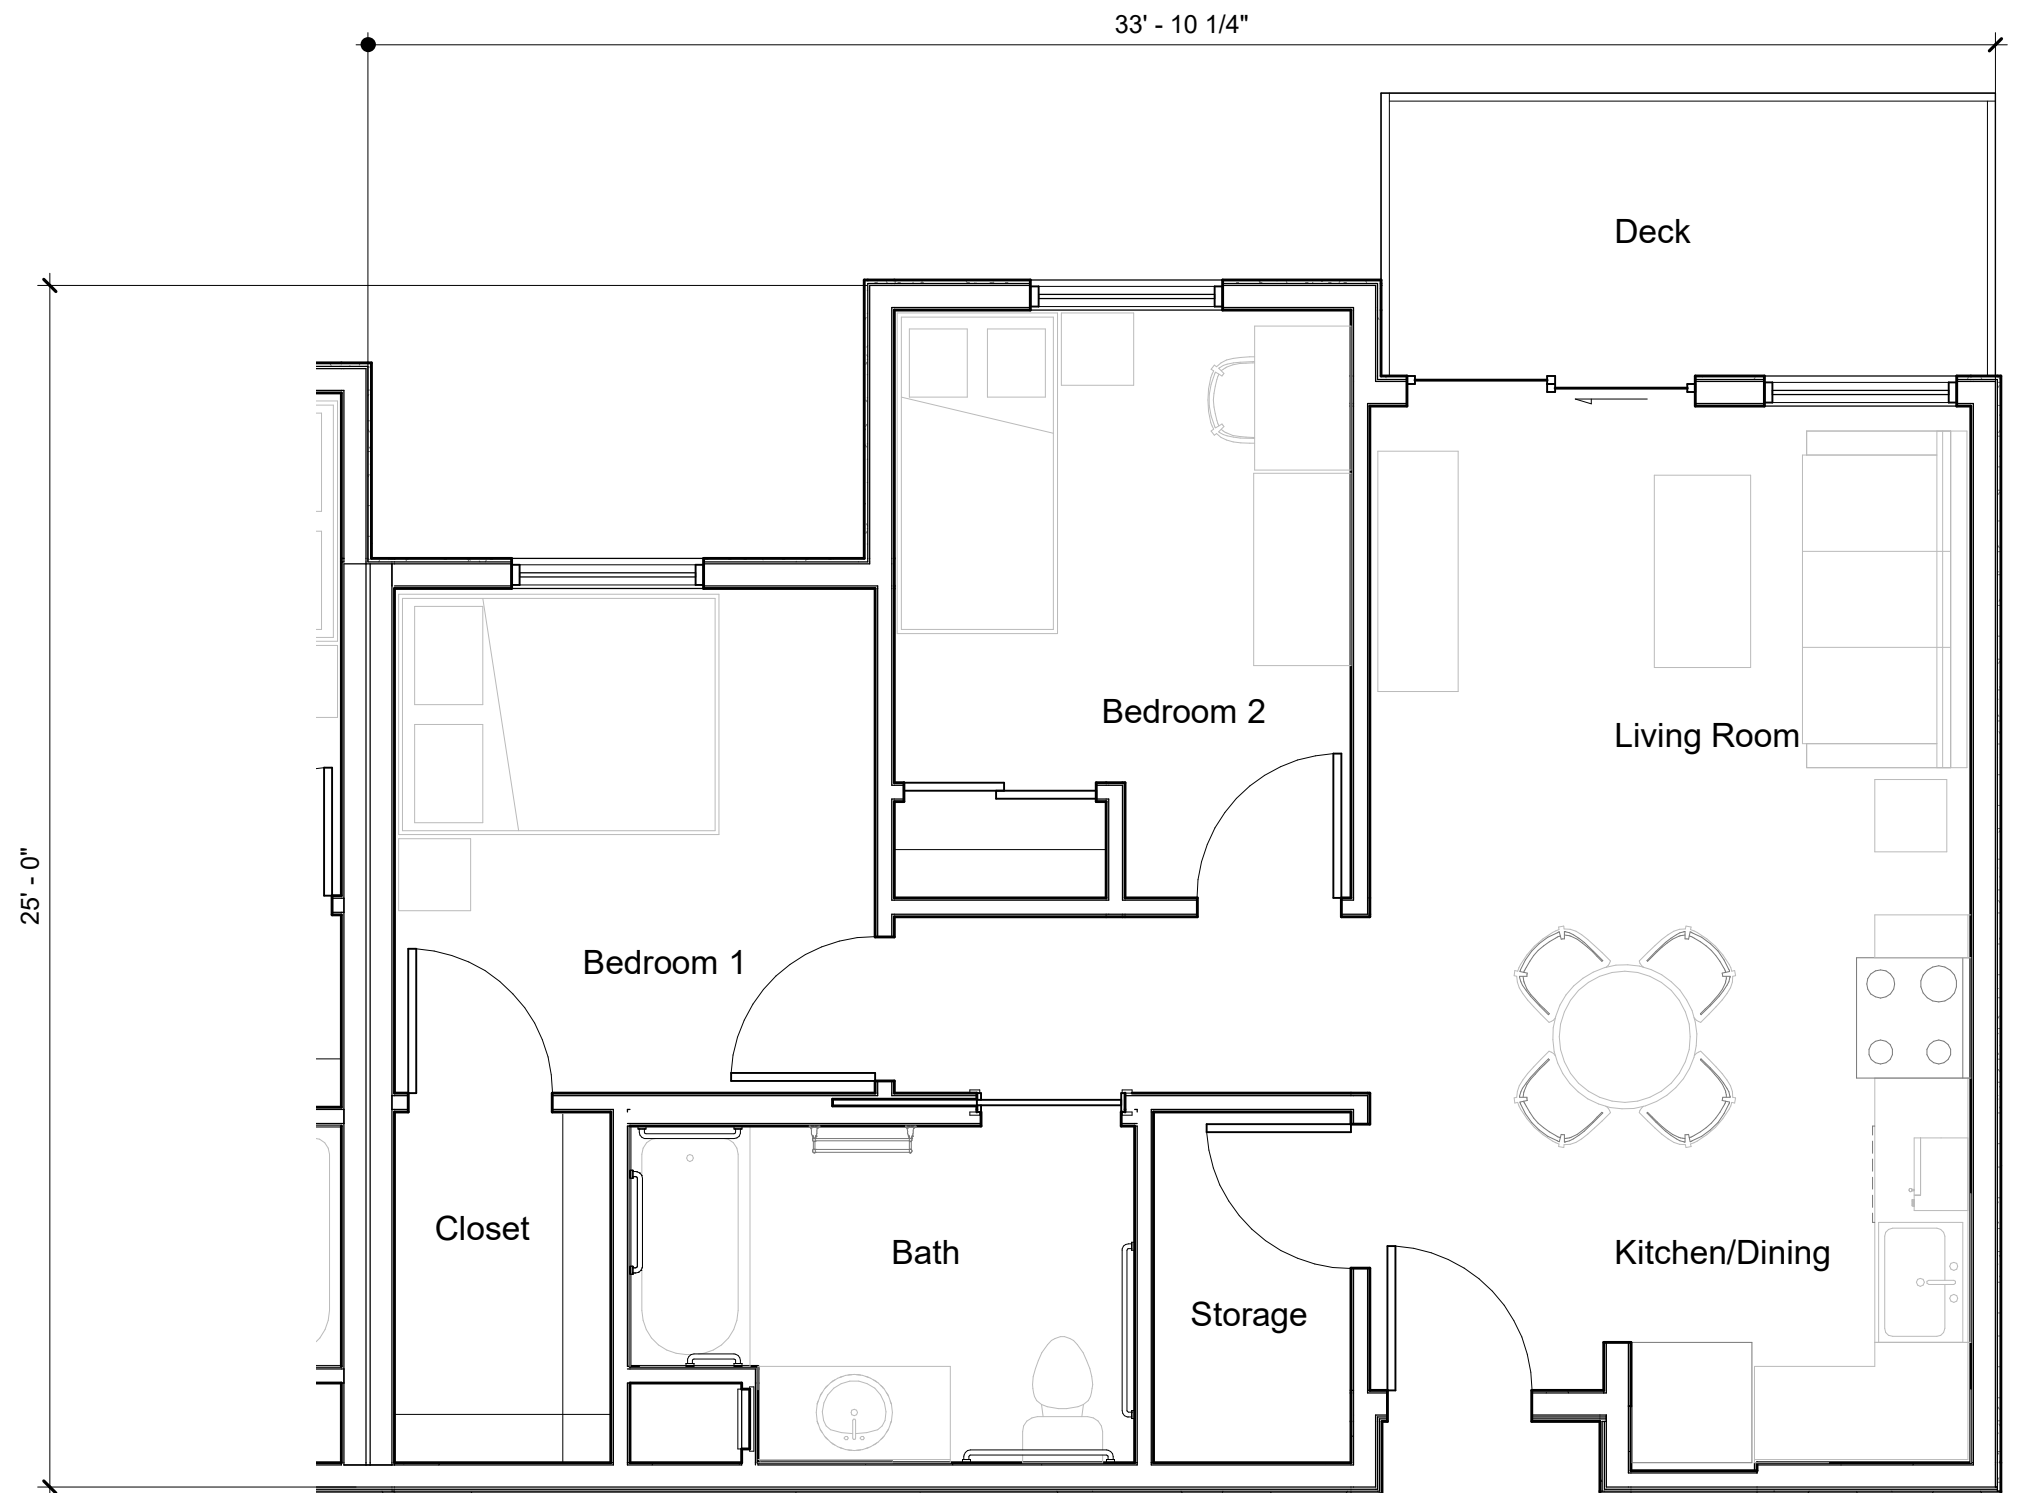 33' - 10 1/4"
Deck
Bedroom 2
Living Room
25' - 0"
Bedroom 1
Closet
Bath
Kitchen/Dining
Storage